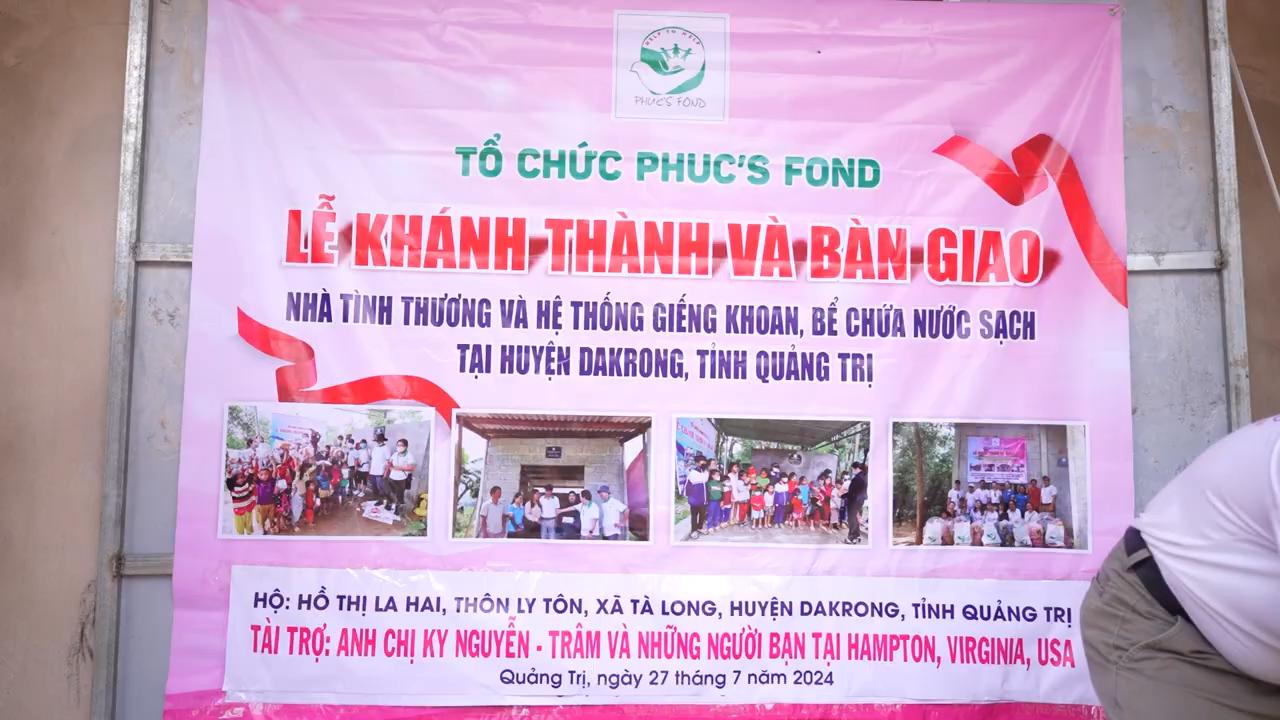 HELP TO HELP
PHUC'S FOND
TỔ CHỨC PHUC'S FOND
LỄ KHÁNH THÀNH VÀ BÀN GIAO
NHÀ TÌNH THƯƠNG VÀ HỆ THỐNG GIẾNG KHOAN, BỂ CHỨA NƯỚC SẠCH
TẠI HUYỆN DAKRONG, TỈNH QUẢNG TRỊ
HỘ: HỒ THỊ LA HAI, THÔN LY TÔN, XÃ TÀ LONG, HUYỆN DAKRONG, TỈNH QUẢNG TRỊ
TÀI TRỢ: ANH CHỊ KY NGUYỄN - TRÂM VÀ NHỮNG NGƯỜI BẠN TẠI HAMPTON, VIRGINIA, USA
Quảng Trị, ngày 27 tháng 7 năm 2024